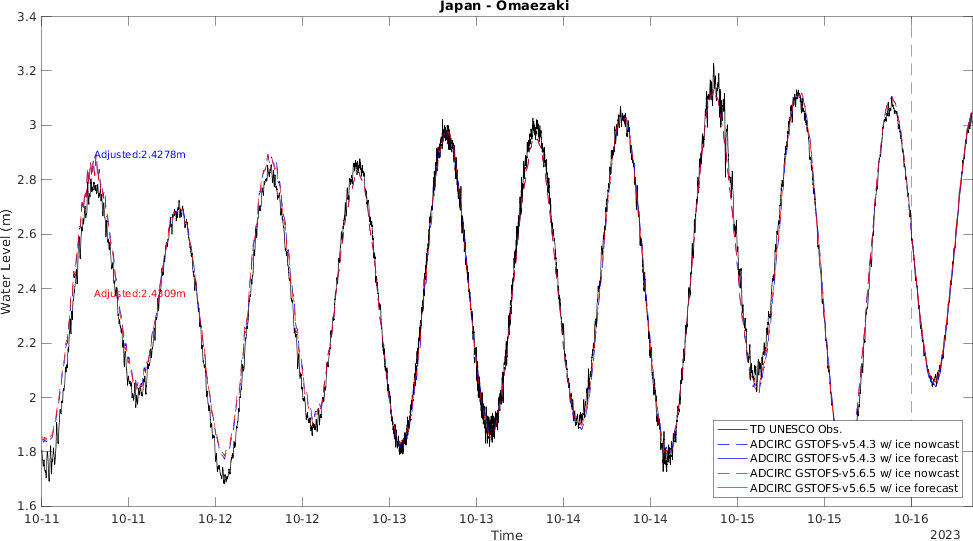 Japan - Omaezaki
3.4
3.2
3
2.8
2.6
2.4
2.2
2
1.8
1.6
Water Level (m)
Adjusted:2.4278m
Adjusted:2.4309m
TD UNESCO Obs.
ADCIRC GSTOFS-v5.4.3 w/ ice nowcast
ADCIRC GSTOFS-v5.4.3 w/ ice forecast
ADCIRC GSTOFS-v5.6.5 w/ ice nowcast
ADCIRC GSTOFS-v5.6.5 w/ ice forecast
10-11 10-11 10-12 10-12 10-13 10-13 10-14 10-14 10-15 10-15 10-16
Time
2023